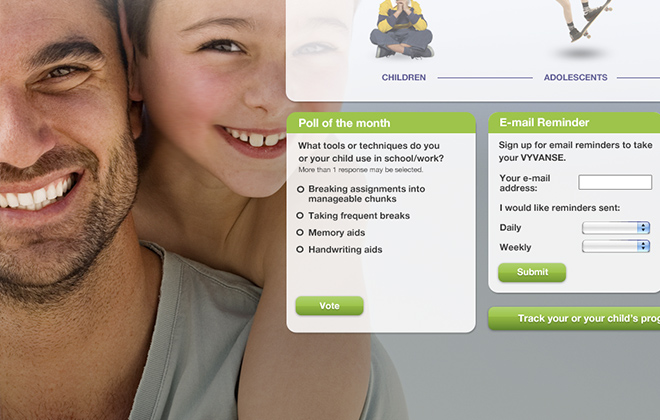 CHILDREN
ADOLESCENTS
Poll of the month
What tools or techniques do you
or your child use in school/work?
More than 1 response may be selected.
Breaking assignments into
manageable chunks
Taking frequent breaks
Memory aids
Handwriting aids
Vote
E-mail Reminder
Sign up for email reminders to take
your VYVANSE.
Your e-mail
address:
I would like reminders sent:
Daily
Weekly
Submit
Track your or your child's